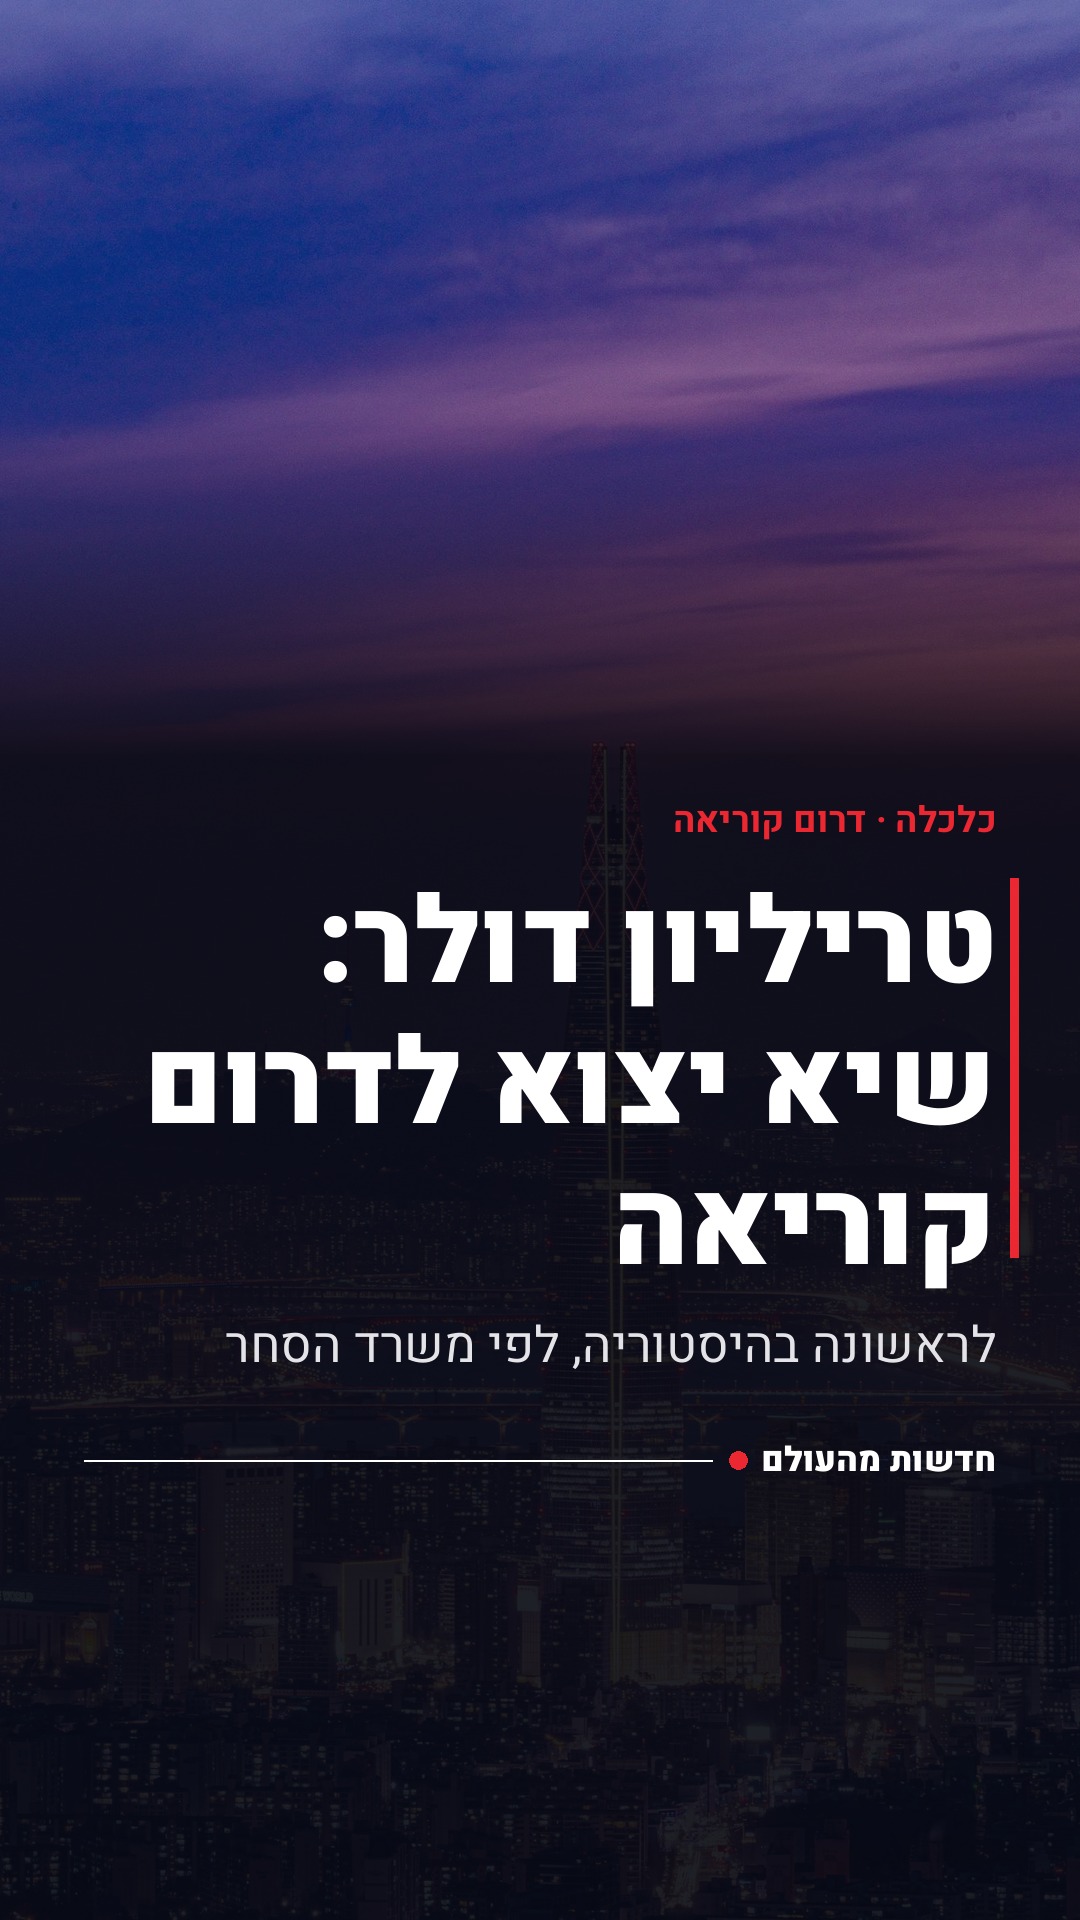 כלכלה · דרום קוריאה
טריליון דולר:
שיא יצוא לדרום
קוריאה
לראשונה בהיסטוריה, לפי משרד הסחר
חדשות מהעולם